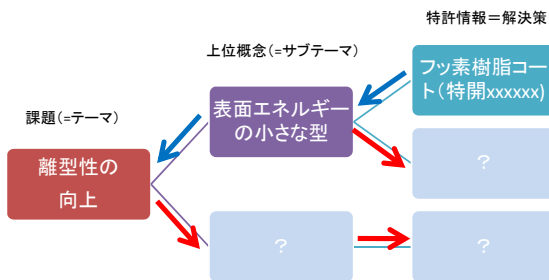 特許情報=解決策
上位概念(=サブテーマ)
フッ素樹脂コー
ト(特開xxxxxx)
表面エネルギー
の小さな型
課題(=テーマ)
離型性の
向上
?
?
?